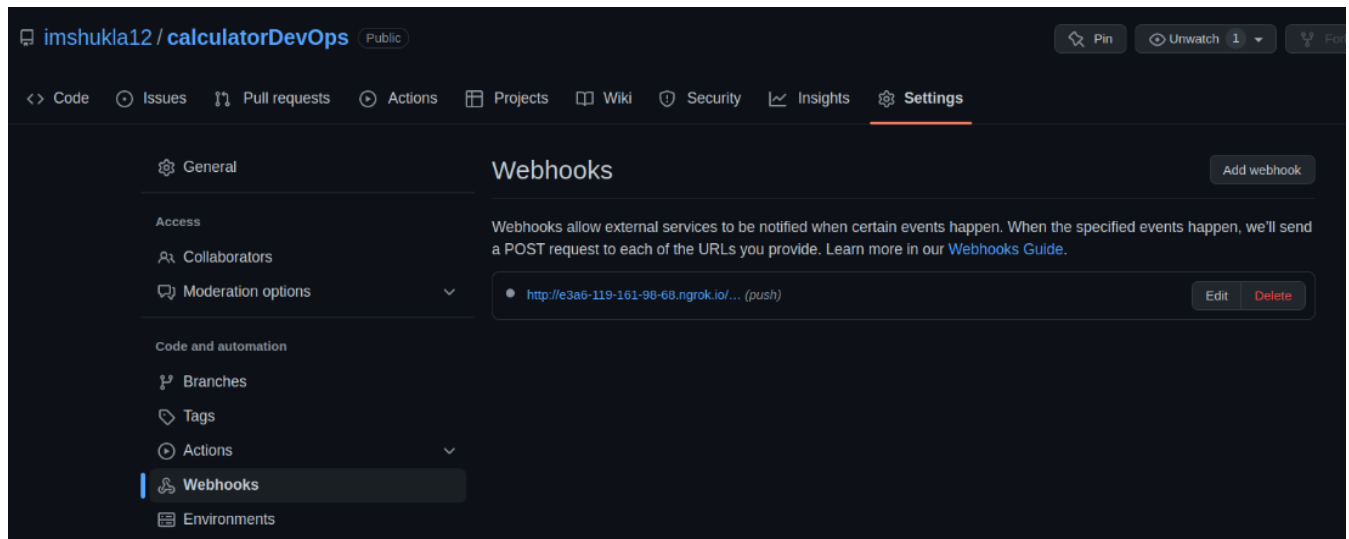 imshukla12 / calculatorDevOps Public
Pin
Unwatch 1
Code
Issues
Pull requests
Actions
Projects
Wiki
Security
Insights
Settings
General
Access
Collaborators
Moderation options
Code and automation
Branches
Tags
Actions
Webhooks
Environments
Webhooks
Add webhook
Webhooks allow external services to be notified when certain events happen. When the specified events happen, we'll send
a POST request to each of the URLs you provide. Learn more in our Webhooks Guide.
http://e3a6-119-161-98-68.ngrok.io/... (push)
Edit
Delete